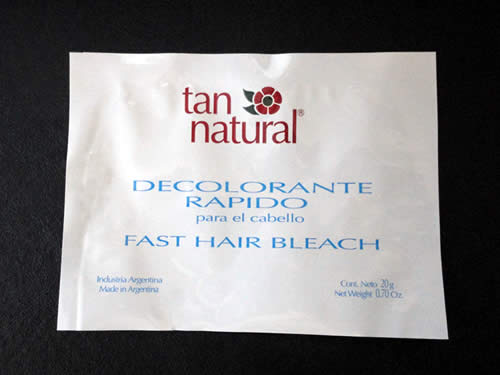 tan
natural®
DECOLORANTE
RAPIDO
para el cabello
FAST HAIR BLEACH
Industria Argentina
Made in Argentina
Cont. Neto 20g
Net Weight 0.70 Oz.